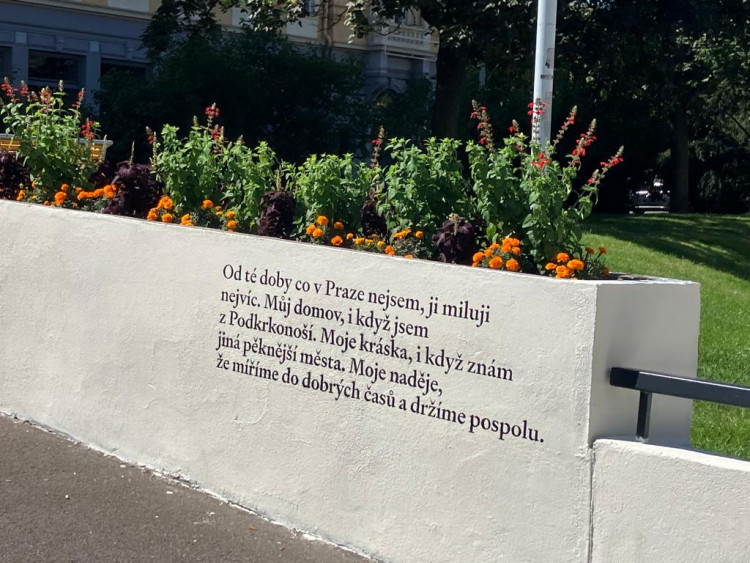 Od té doby co v Praze nejsem, ji miluji
nejvíc. Můj domov, i když jsem
z Podkrkonoší. Moje kráska, i když znám
jiná pěknější města. Moje naděje,
že míříme do dobrých časů a držíme pospolu.